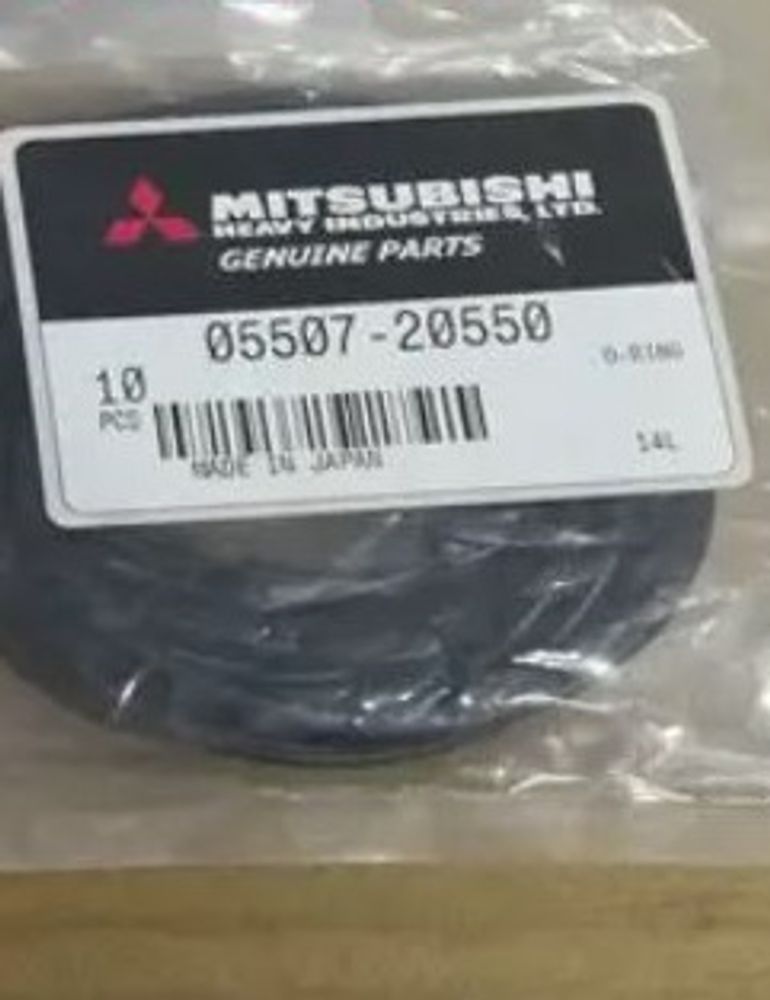 MITSUBISHI
HEAVY INDUSTRIES, LTD.
GENUINE PARTS
05507-20550
O-RING
10
PCS
MADE IN JAPAN
14L